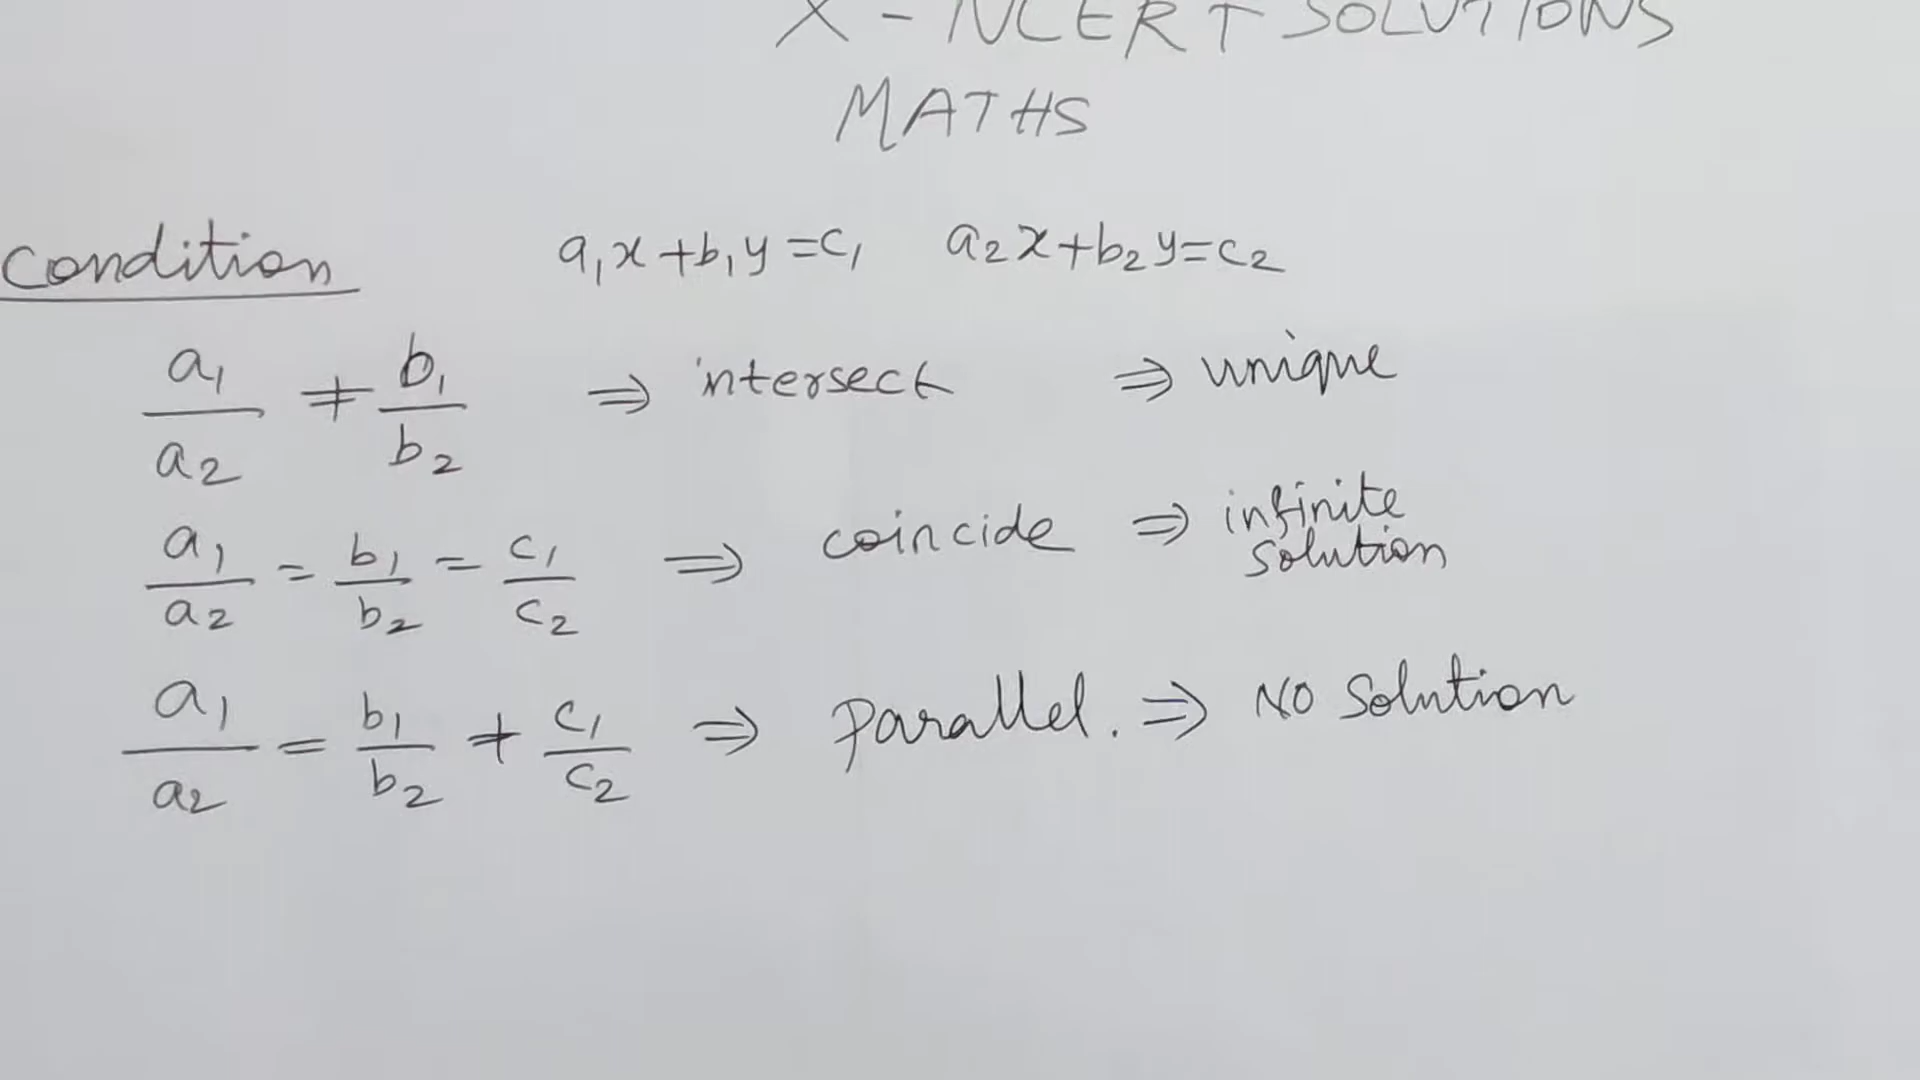 X - NCERT SOLUTIONS
MATHS
Condition a₁x + b₁y = c₁ a₂x + b₂y = c₂
a₁/a₂ ≠ b₁/b₂ ⇒ intersect ⇒ unique
a₁/a₂ = b₁/b₂ = c₁/c₂ ⇒ coincide ⇒ infinite solution
a₁/a₂ = b₁/b₂ ≠ c₁/c₂ ⇒ parallel. ⇒ NO Solution